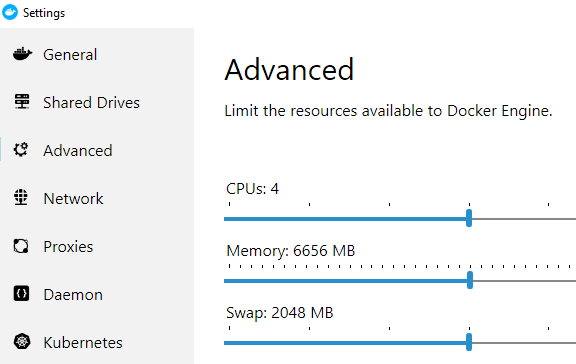 Settings
General
Shared Drives
Advanced
Network
Proxies
Daemon
Kubernetes
Advanced
Limit the resources available to Docker Engine.
CPUs: 4
Memory: 6656 MB
Swap: 2048 MB